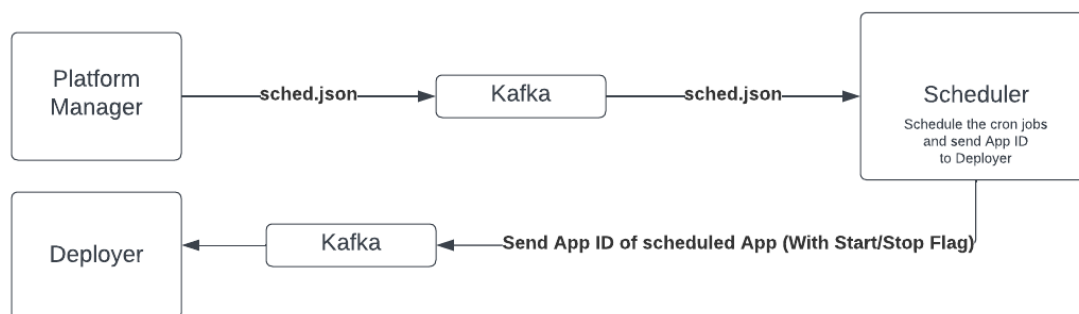 Platform
Manager
sched.json
Kafka
sched.json
Scheduler
Schedule the cron jobs
and send App ID
to Deployer
Deployer
Kafka
Send App ID of scheduled App (With Start/Stop Flag)